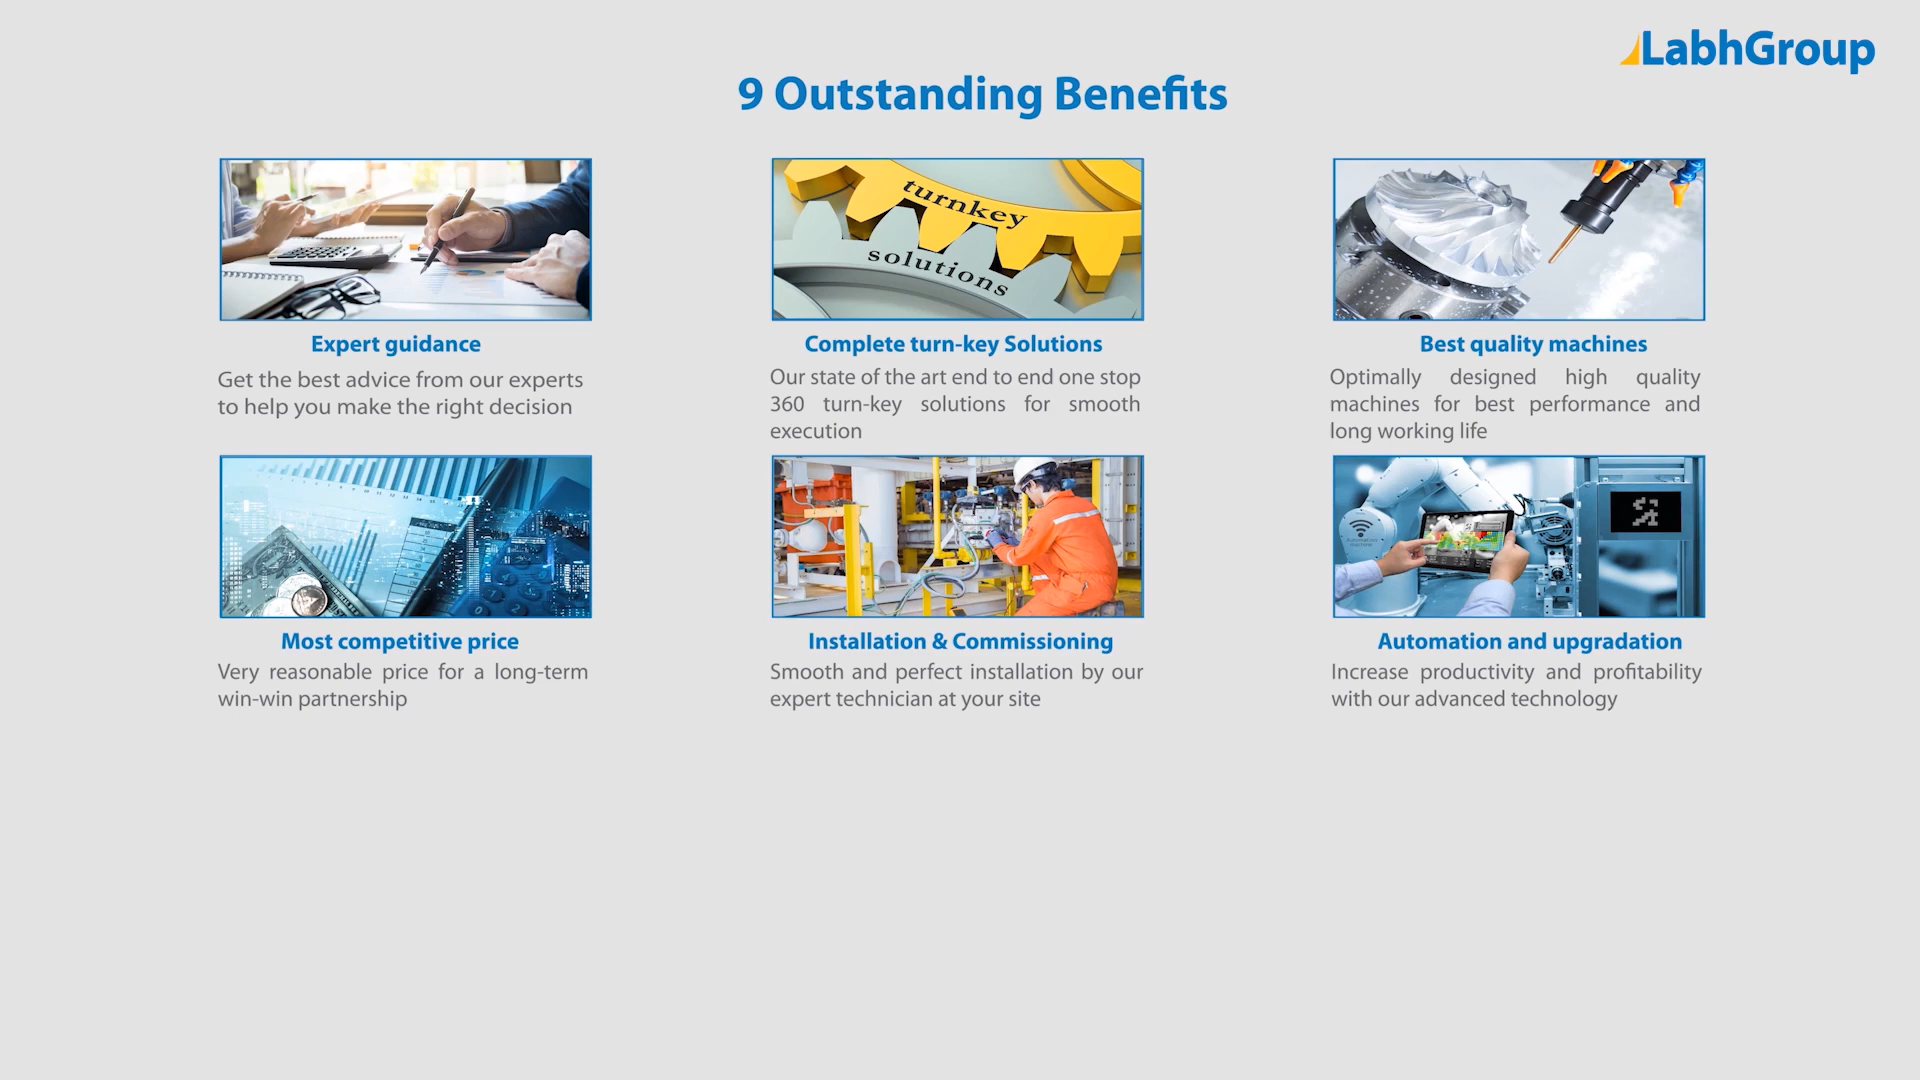 LabhGroup
9 Outstanding Benefits
turnkey
solutions
Expert guidance
Get the best advice from our experts
to help you make the right decision
Complete turn-key Solutions
Our state of the art end to end one stop
360 turn-key solutions for smooth
execution
Best quality machines
Optimally designed high quality
machines for best performance and
long working life
Most competitive price
Very reasonable price for a long-term
win-win partnership
Installation & Commissioning
Smooth and perfect installation by our
expert technician at your site
Automation and upgradation
Increase productivity and profitability
with our advanced technology